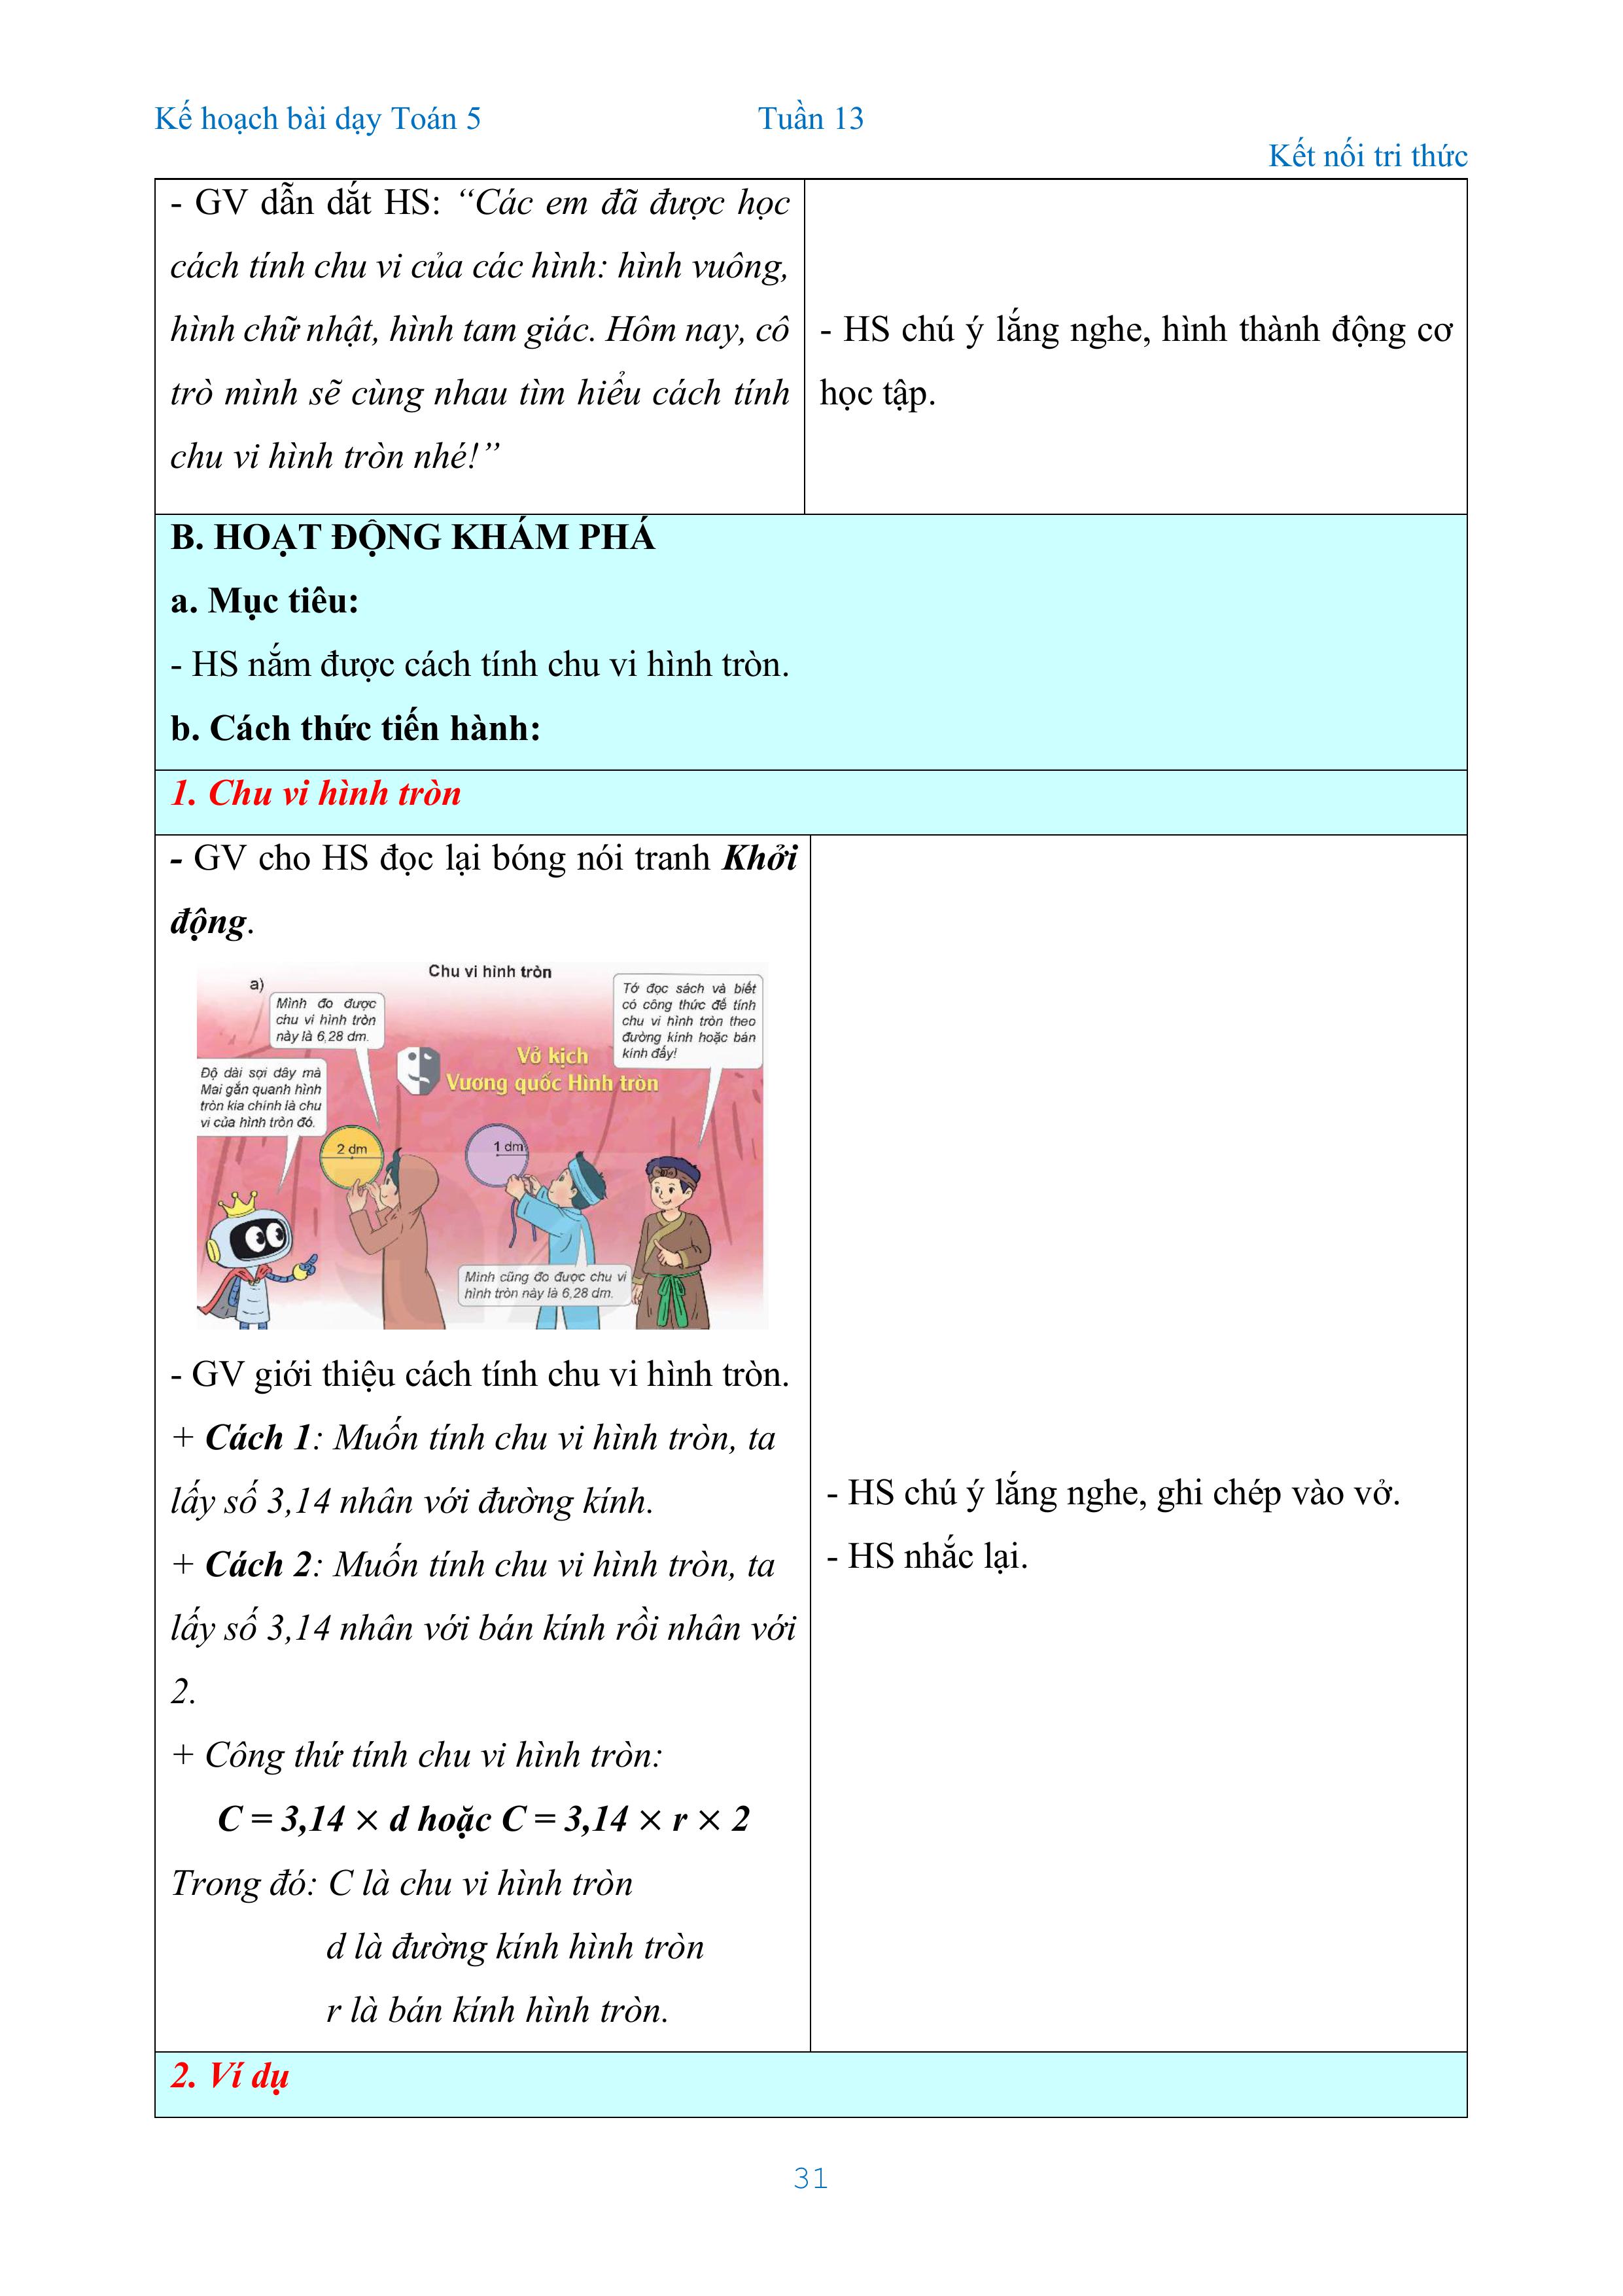 Kế hoạch bài dạy Toán 5 Tuần 13
Kết nối tri thức
- GV dẫn dắt HS: “Các em đã được học
cách tính chu vi của các hình: hình vuông,
hình chữ nhật, hình tam giác. Hôm nay, cô
trò mình sẽ cùng nhau tìm hiểu cách tính
chu vi hình tròn nhé!”
- HS chú ý lắng nghe, hình thành động cơ
học tập.
B. HOẠT ĐỘNG KHÁM PHÁ
a. Mục tiêu:
- HS nắm được cách tính chu vi hình tròn.
b. Cách thức tiến hành:
1. Chu vi hình tròn
- GV cho HS đọc lại bóng nói tranh Khởi
động.
Chu vi hình tròn
a)
Mình đo được
chu vi hình tròn
này là 6,28 dm.
Tớ đọc sách và biết
có công thức để tính
chu vi hình tròn theo
đường kính hoặc bán
kính đấy!
Vở kịch
Vương quốc Hình tròn
Độ dài sợi dây mà
Mai gắn quanh hình
tròn kia chính là chu
vi của hình tròn đó.
2 dm
1 dm
Mình cũng đo được chu vi
hình tròn này là 6,28 dm.
- GV giới thiệu cách tính chu vi hình tròn.
+ Cách 1: Muốn tính chu vi hình tròn, ta
lấy số 3,14 nhân với đường kính.
+ Cách 2: Muốn tính chu vi hình tròn, ta
lấy số 3,14 nhân với bán kính rồi nhân với
2.
+ Công thứ tính chu vi hình tròn:
C = 3,14 × d hoặc C = 3,14 × r × 2
Trong đó: C là chu vi hình tròn
d là đường kính hình tròn
r là bán kính hình tròn.
- HS chú ý lắng nghe, ghi chép vào vở.
- HS nhắc lại.
2. Ví dụ
31